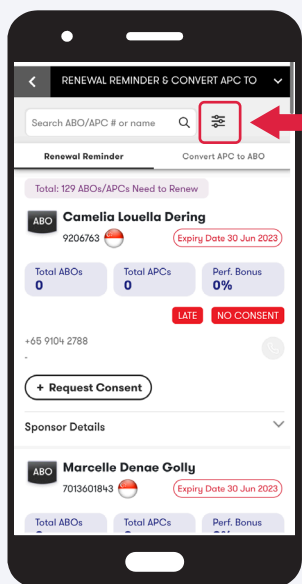 RENEWAL REMINDER & CONVERT APC TO
Search ABO/APC # or name
Renewal Reminder Convert APC to ABO
Total: 129 ABOs/APCs Need to Renew
ABO Camelia Louella Dering
9206763 Expiry Date 30 Jun 2023
Total ABOs Total APCs Perf. Bonus
0 0 0%
LATE NO CONSENT
+65 9104 2788
-
+ Request Consent
Sponsor Details
ABO Marcelle Denae Golly
7013601843 Expiry Date 30 Jun 2023
Total ABOs Total APCs Perf. Bonus